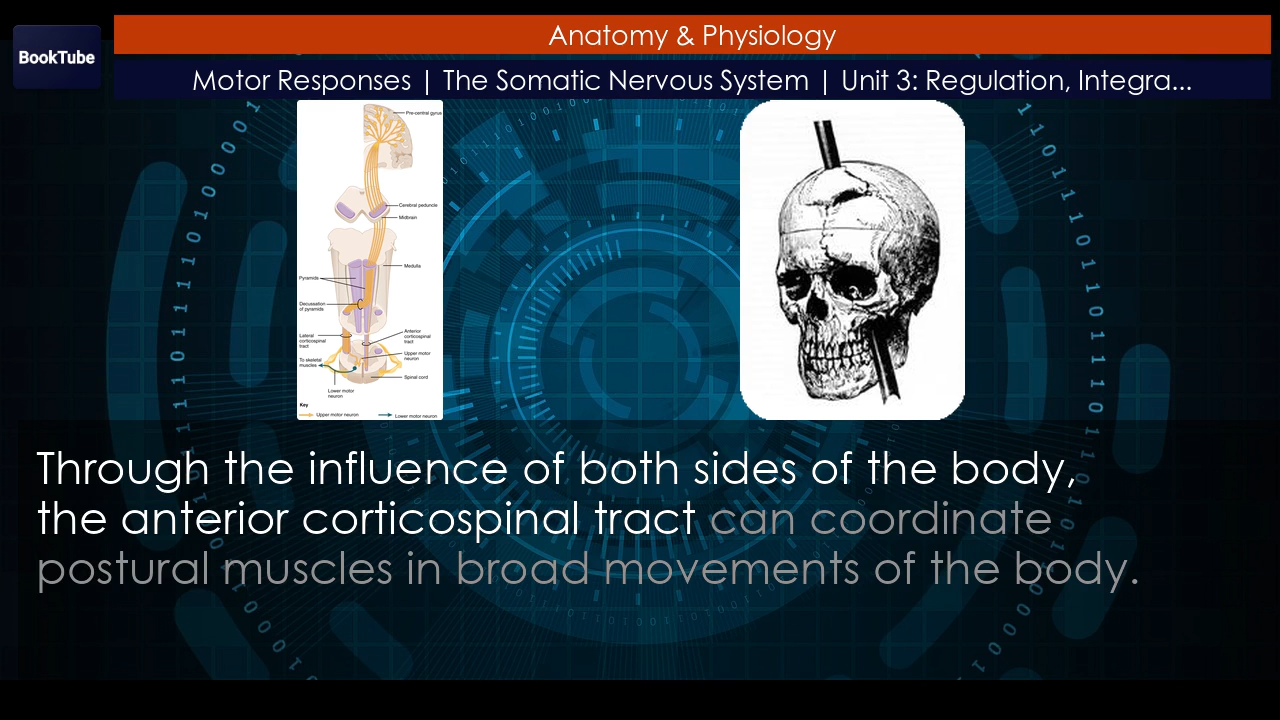 BookTube
Anatomy & Physiology
Motor Responses | The Somatic Nervous System | Unit 3: Regulation, Integra...
Pre-central gyrus
Cerebral peduncle
Midbrain
Medulla
Pyramids
Decussation
of pyramids
Lateral
corticospinal
tract
Anterior
corticospinal
tract
To skeletal
muscles
Upper motor
neuron
Spinal cord
Lower motor
neuron
Key
Upper motor neuron
Lower motor neuron
Through the influence of both sides of the body,
the anterior corticospinal tract can coordinate
postural muscles in broad movements of the body.